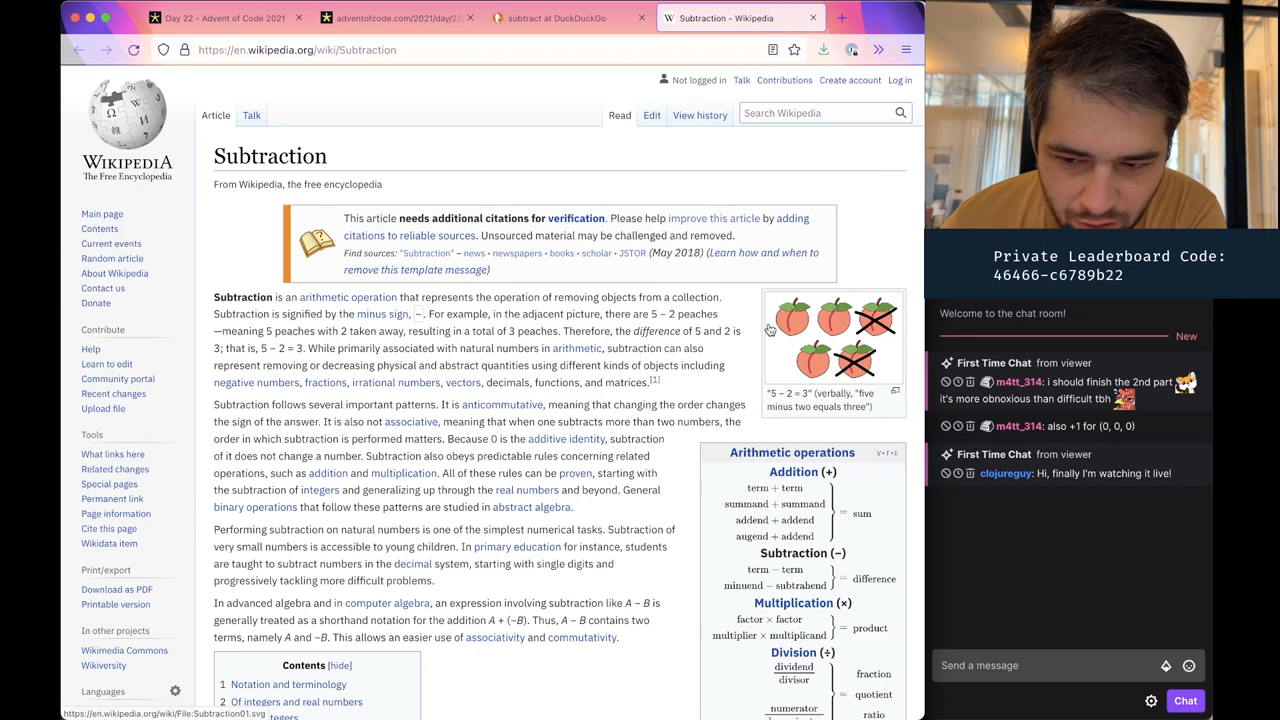 Day 22 - Advent of Code 2021
adventofcode.com/2021/day/22
subtract at DuckDuckGo
Subtraction - Wikipedia
https://en.wikipedia.org/wiki/Subtraction
Not logged in Talk Contributions Create account Log in
Article Talk
Read Edit View history
Search Wikipedia
WIKIPEDIA
The Free Encyclopedia
Main page
Contents
Current events
Random article
About Wikipedia
Contact us
Donate
Contribute
Help
Learn to edit
Community portal
Recent changes
Upload file
Tools
What links here
Related changes
Special pages
Permanent link
Page information
Cite this page
Wikidata item
Print/export
Download as PDF
Printable version
In other projects
Wikimedia Commons
Wikiversity
Languages
https://en.wikipedia.org/wiki/File:Subtraction01.svg
Subtraction
From Wikipedia, the free encyclopedia
This article needs additional citations for verification. Please help improve this article by adding
citations to reliable sources. Unsourced material may be challenged and removed.
Find sources: "Subtraction" – news · newspapers · books · scholar · JSTOR (May 2018) (Learn how and when to
remove this template message)
Subtraction is an arithmetic operation that represents the operation of removing objects from a collection.
Subtraction is signified by the minus sign, −. For example, in the adjacent picture, there are 5 − 2 peaches
—meaning 5 peaches with 2 taken away, resulting in a total of 3 peaches. Therefore, the difference of 5 and 2 is
3; that is, 5 − 2 = 3. While primarily associated with natural numbers in arithmetic, subtraction can also
represent removing or decreasing physical and abstract quantities using different kinds of objects including
negative numbers, fractions, irrational numbers, vectors, decimals, functions, and matrices.[1]
Subtraction follows several important patterns. It is anticommutative, meaning that changing the order changes
the sign of the answer. It is also not associative, meaning that when one subtracts more than two numbers, the
order in which subtraction is performed matters. Because 0 is the additive identity, subtraction
of it does not change a number. Subtraction also obeys predictable rules concerning related
operations, such as addition and multiplication. All of these rules can be proven, starting with
the subtraction of integers and generalizing up through the real numbers and beyond. General
binary operations that follow these patterns are studied in abstract algebra.
Performing subtraction on natural numbers is one of the simplest numerical tasks. Subtraction of
very small numbers is accessible to young children. In primary education for instance, students
are taught to subtract numbers in the decimal system, starting with single digits and
progressively tackling more difficult problems.
In advanced algebra and in computer algebra, an expression involving subtraction like A − B is
generally treated as a shorthand notation for the addition A + (−B). Thus, A − B contains two
terms, namely A and −B. This allows an easier use of associativity and commutativity.
Contents [hide]
1 Notation and terminology
2 Of integers and real numbers
"5 − 2 = 3" (verbally, "five
minus two equals three")
Arithmetic operations V·T·E
Addition (+)
term + term
summand + summand
addend + addend
augend + addend
} = sum
Subtraction (−)
term − term
minuend − subtrahend
} = difference
Multiplication (×)
factor × factor
multiplier × multiplicand
} = product
Division (÷)
dividend
divisor
numerator
fraction
quotient
ratio
Private Leaderboard Code:
46466-c6789b22
Welcome to the chat room!
New
First Time Chat from viewer
m4tt_314: i should finish the 2nd part
it's more obnoxious than difficult tbh
m4tt_314: also +1 for (0, 0, 0)
First Time Chat from viewer
clojureguy: Hi, finally I'm watching it live!
Send a message
Chat